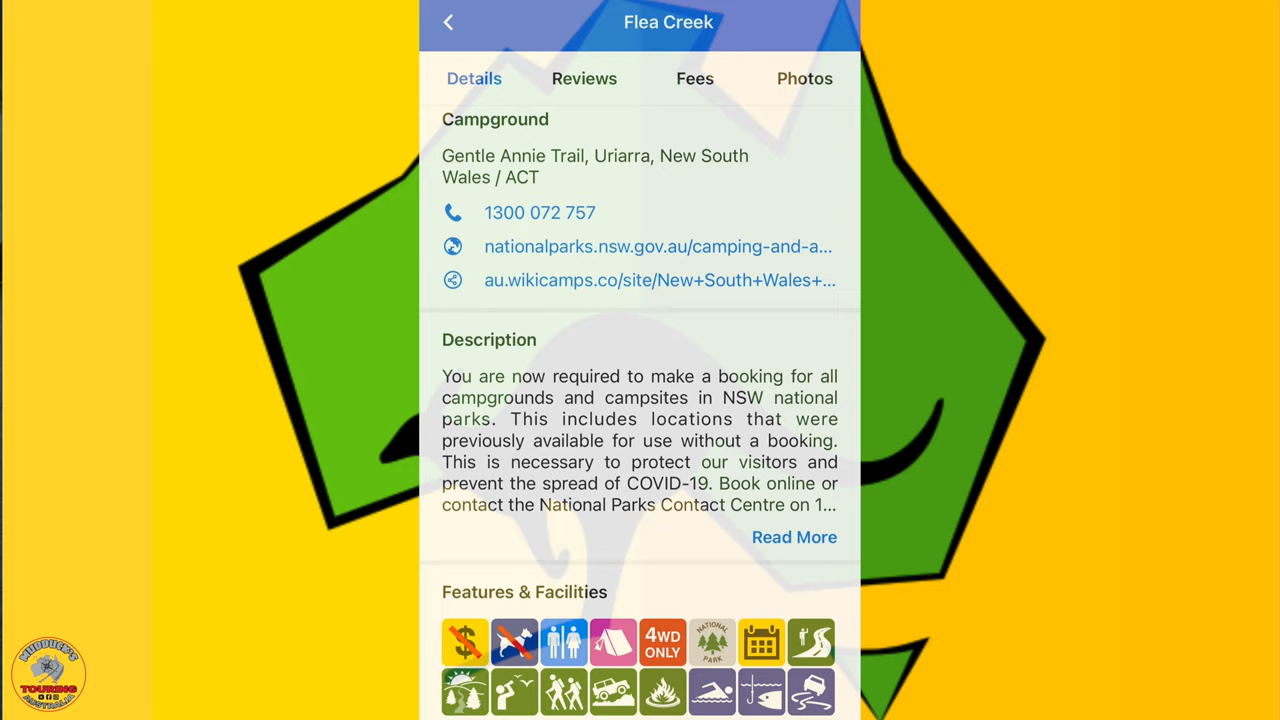 Flea Creek
Details Reviews Fees Photos
Campground
Gentle Annie Trail, Uriarra, New South
Wales / ACT
1300 072 757
nationalparks.nsw.gov.au/camping-and-a...
au.wikicamps.co/site/New+South+Wales+...
Description
You are now required to make a booking for all
campgrounds and campsites in NSW national
parks. This includes locations that were
previously available for use without a booking.
This is necessary to protect our visitors and
prevent the spread of COVID-19. Book online or
contact the National Parks Contact Centre on 1...
Read More
Features & Facilities
4WD
ONLY
NATIONAL
PARK
MUDDUCK'S
TOURING
AUSTRALIA